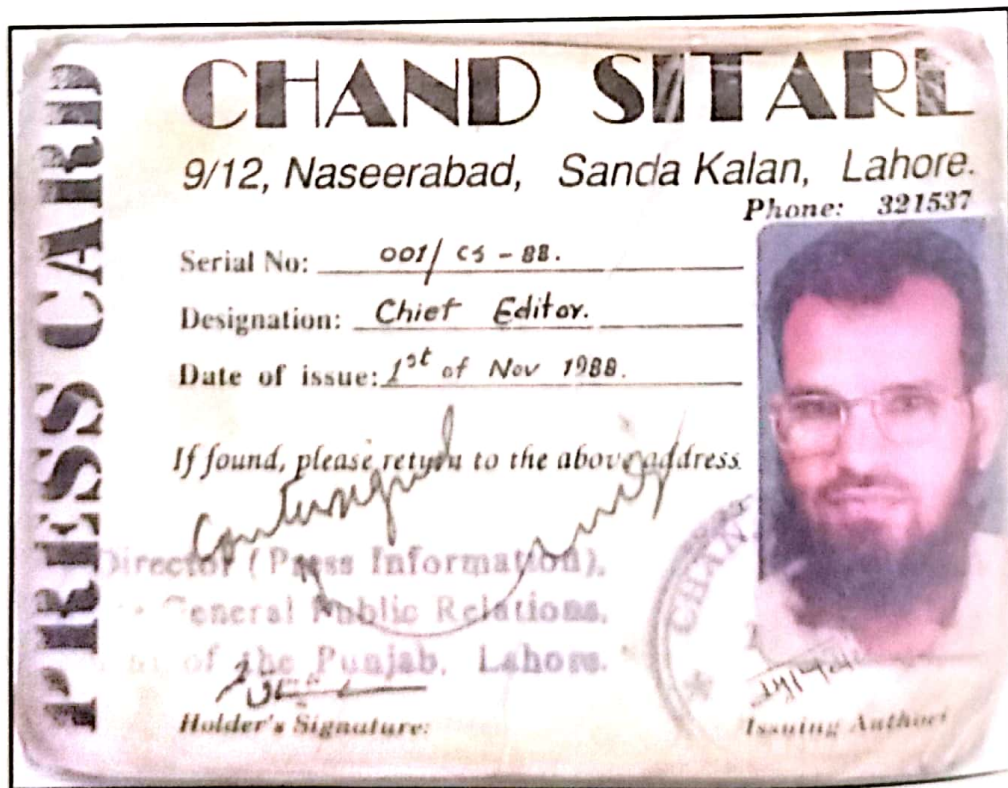 PRESS CARD
CHAND SITARE
9/12, Naseerabad, Sanda Kalan, Lahore.
Phone: 321537
Serial No: 001/ CS - 88.
Designation: Chief Editor.
Date of issue: 1st of Nov 1988.
If found, please return to the above address.
Director (Press Information),
General Public Relations,
of the Punjab, Lahore.
CHAN
Holder's Signature:
Issuing Authori